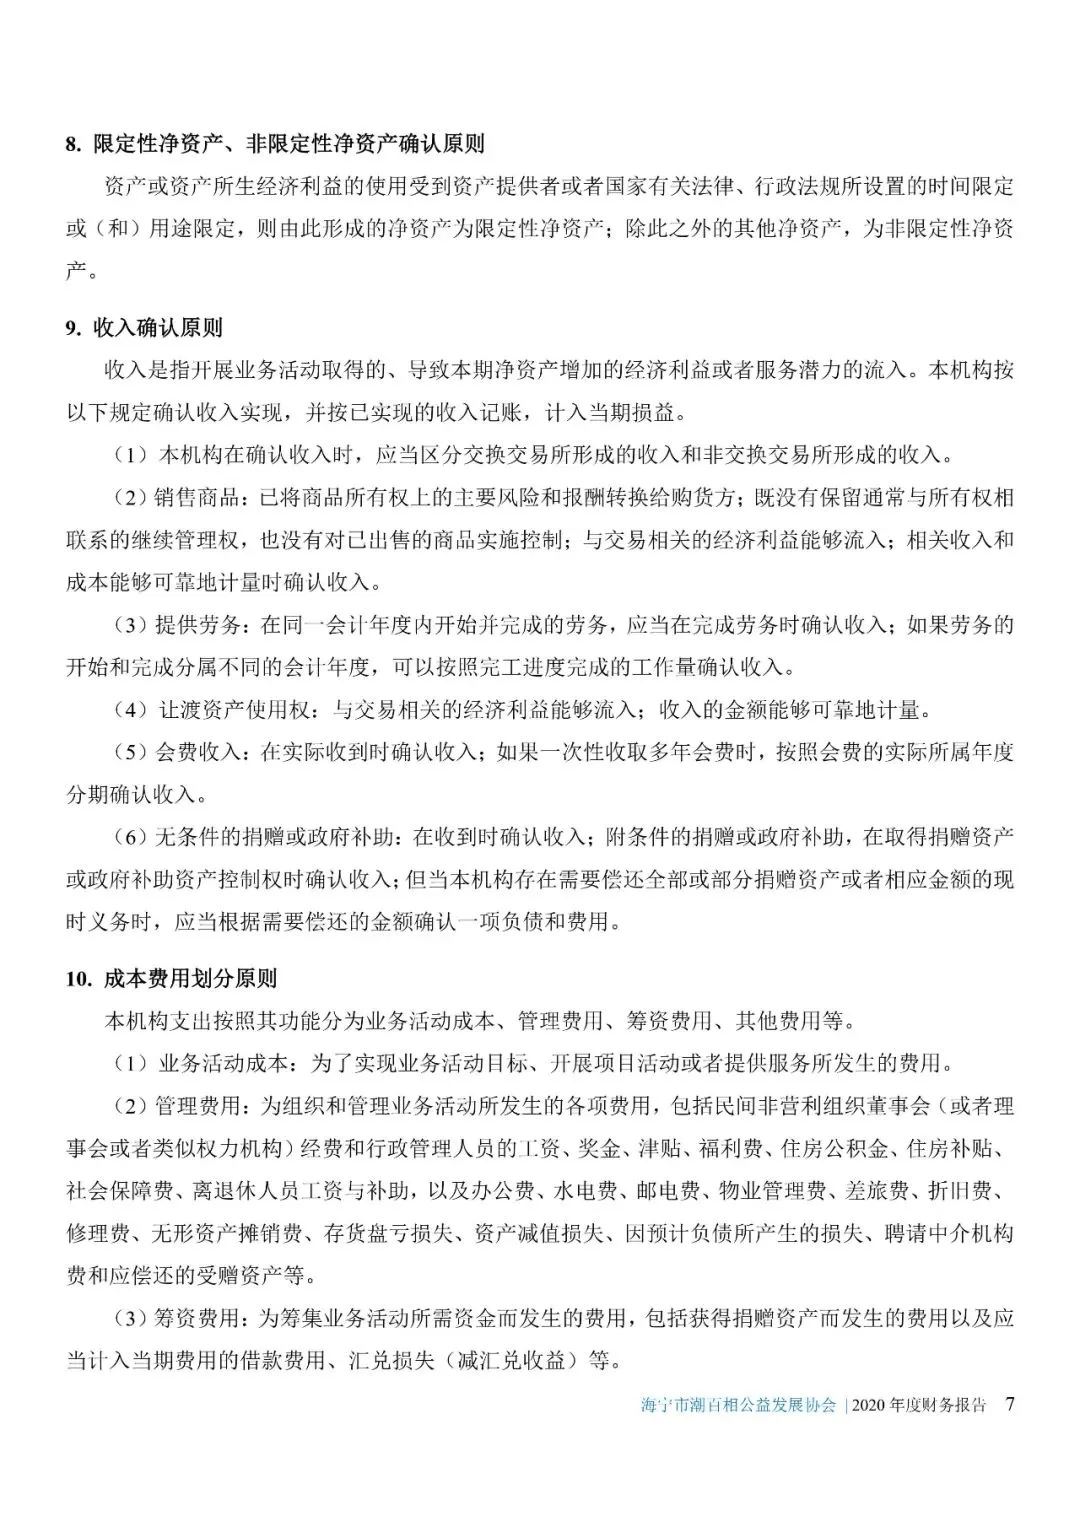 8. 限定性净资产、非限定性净资产确认原则
资产或资产所生经济利益的使用受到资产提供者或者国家有关法律、行政法规所设置的时间限定
或（和）用途限定，则由此形成的净资产为限定性净资产；除此之外的其他净资产，为非限定性净资
产。
9. 收入确认原则
收入是指开展业务活动取得的、导致本期净资产增加的经济利益或者服务潜力的流入。本机构按
以下规定确认收入实现，并按已实现的收入记账，计入当期损益。
（1）本机构在确认收入时，应当区分交换交易所形成的收入和非交换交易所形成的收入。
（2）销售商品：已将商品所有权上的主要风险和报酬转换给购货方；既没有保留通常与所有权相
联系的继续管理权，也没有对已出售的商品实施控制；与交易相关的经济利益能够流入；相关收入和
成本能够可靠地计量时确认收入。
（3）提供劳务：在同一会计年度内开始并完成的劳务，应当在完成劳务时确认收入；如果劳务的
开始和完成分属不同的会计年度，可以按照完工进度完成的工作量确认收入。
（4）让渡资产使用权：与交易相关的经济利益能够流入；收入的金额能够可靠地计量。
（5）会费收入：在实际收到时确认收入；如果一次性收取多年会费时，按照会费的实际所属年度
分期确认收入。
（6）无条件的捐赠或政府补助：在收到时确认收入；附条件的捐赠或政府补助，在取得捐赠资产
或政府补助资产控制权时确认收入；但当本机构存在需要偿还全部或部分捐赠资产或者相应金额的现
时义务时，应当根据需要偿还的金额确认一项负债和费用。
10. 成本费用划分原则
本机构支出按照其功能分为业务活动成本、管理费用、筹资费用、其他费用等。
（1）业务活动成本：为了实现业务活动目标、开展项目活动或者提供服务所发生的费用。
（2）管理费用：为组织和管理业务活动所发生的各项费用，包括民间非营利组织董事会（或者理
事会或者类似权力机构）经费和行政管理人员的工资、奖金、津贴、福利费、住房公积金、住房补贴、
社会保障费、离退休人员工资与补助，以及办公费、水电费、邮电费、物业管理费、差旅费、折旧费、
修理费、无形资产摊销费、存货盘亏损失、资产减值损失、因预计负债所产生的损失、聘请中介机构
费和应偿还的受赠资产等。
（3）筹资费用：为筹集业务活动所需资金而发生的费用，包括获得捐赠资产而发生的费用以及应
当计入当期费用的借款费用、汇兑损失（减汇兑收益）等。
海宁市潮百相公益发展协会 | 2020 年度财务报告 7